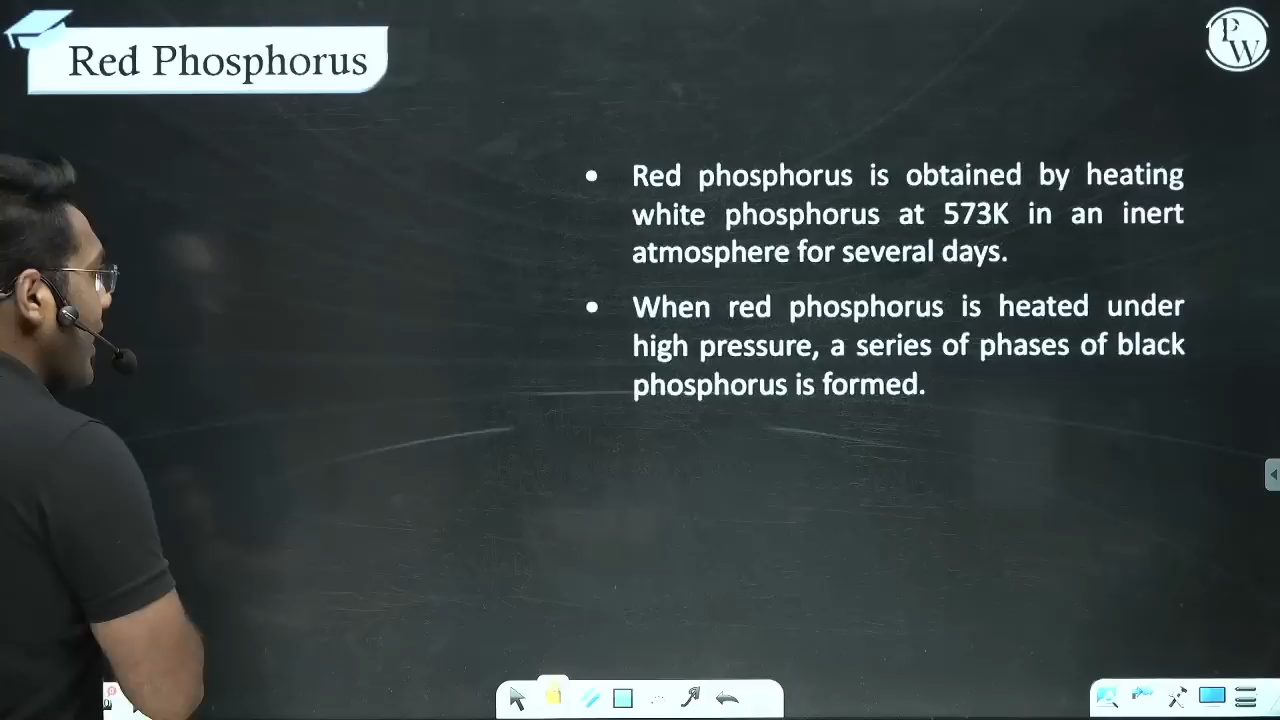 Red Phosphorus
PW
• Red phosphorus is obtained by heating
white phosphorus at 573K in an inert
atmosphere for several days.
• When red phosphorus is heated under
high pressure, a series of phases of black
phosphorus is formed.